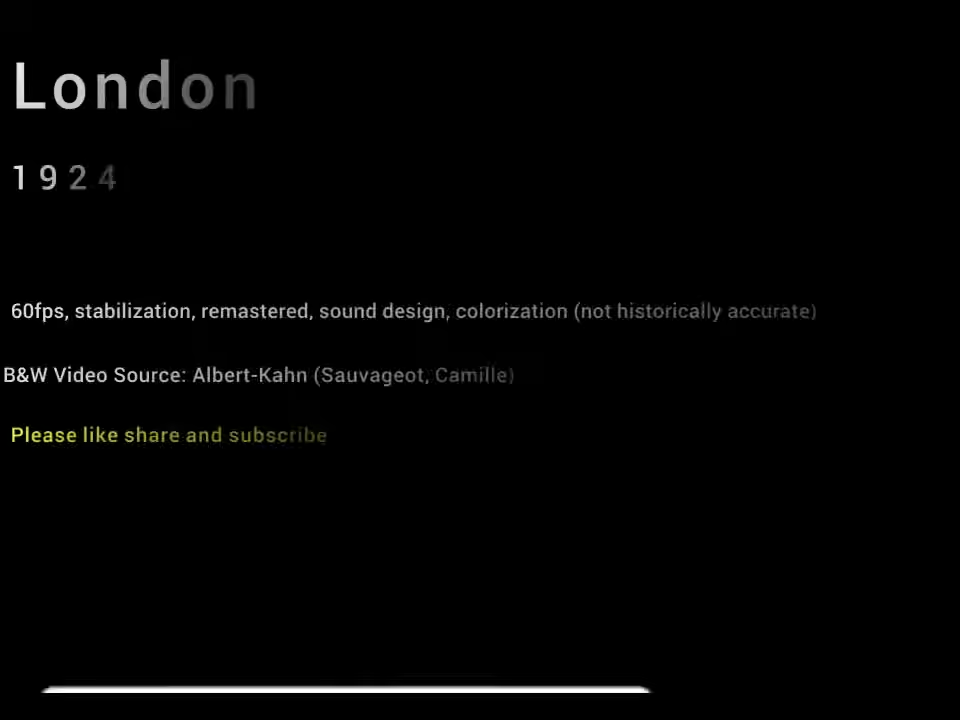 London
1924
60fps, stabilization, remastered, sound design, colorization (not historically accurate)
B&W Video Source: Albert-Kahn (Sauvageot, Camille)
Please like share and subscribe